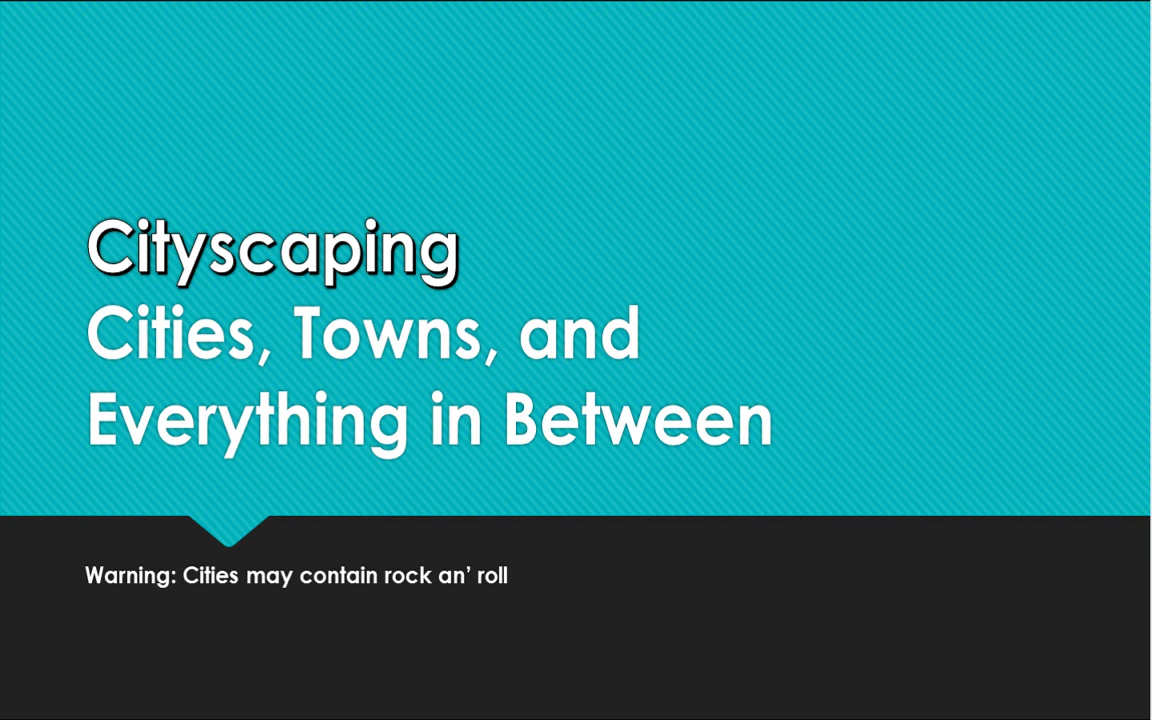 Cityscaping
Cities, Towns, and
Everything in Between
Warning: Cities may contain rock an’ roll